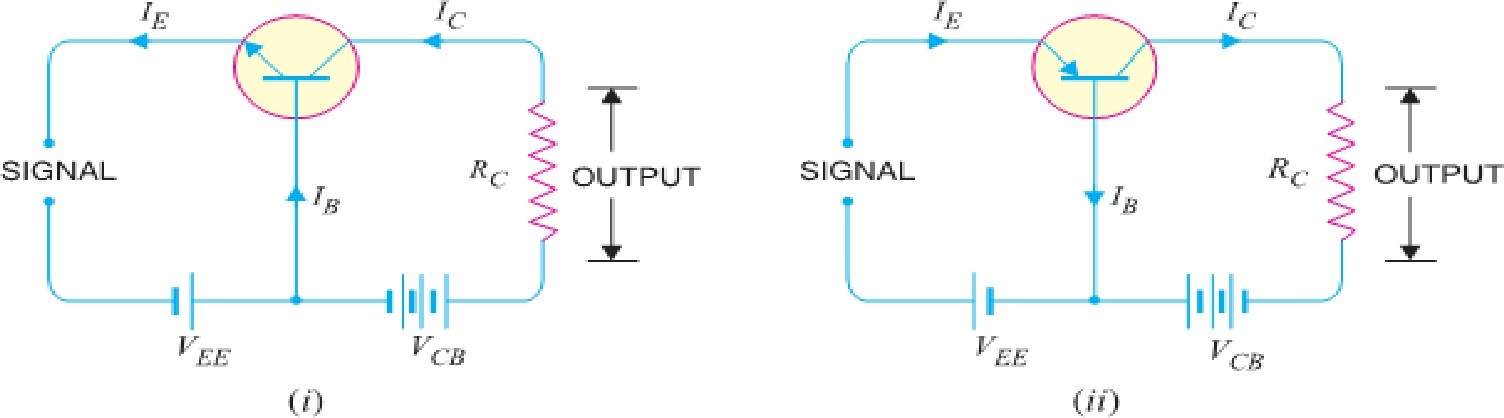 I_E
I_C
SIGNAL
R_C
OUTPUT
I_B
V_EE
V_CB
(i)
I_E
I_C
SIGNAL
R_C
OUTPUT
I_B
V_EE
V_CB
(ii)